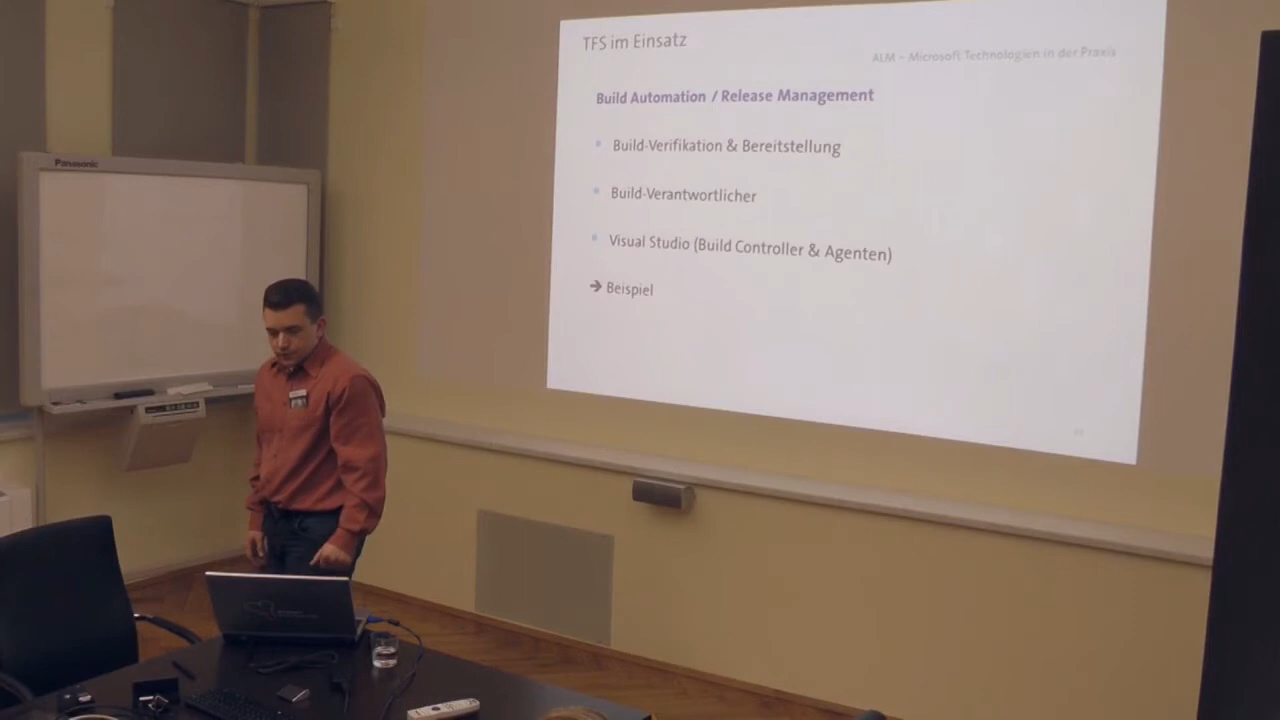 TFS im Einsatz
ALM – Microsoft Technologien in der Praxis
Build Automation / Release Management
Build-Verifikation & Bereitstellung
Build-Verantwortlicher
Visual Studio (Build Controller & Agenten)
➔ Beispiel
Panasonic